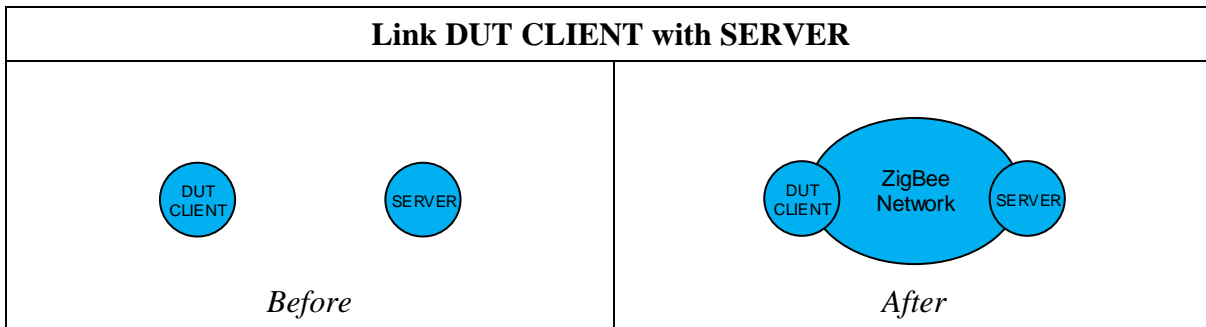 Link DUT CLIENT with SERVER
DUT
CLIENT
SERVER
Before
DUT
CLIENT
ZigBee
Network
SERVER
After